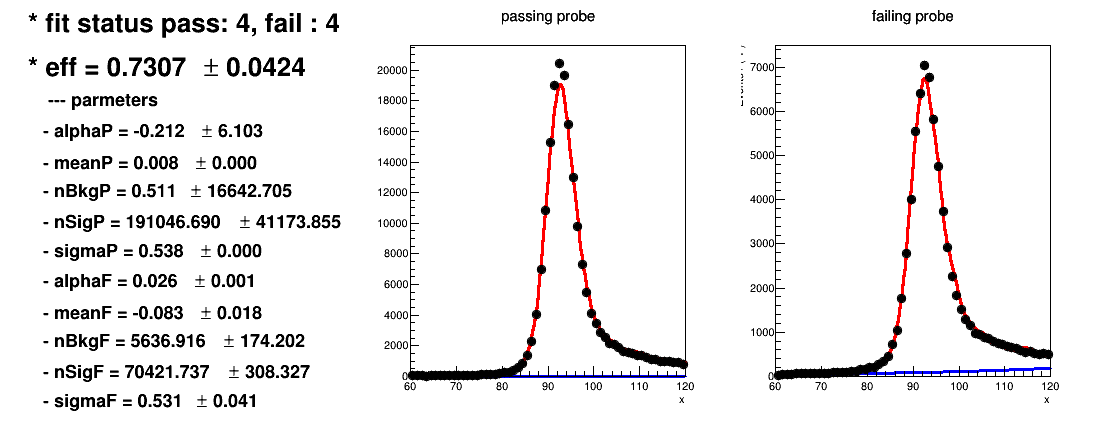 * fit status pass: 4, fail : 4
* eff = 0.7307 ± 0.0424
--- parmeters
- alphaP = -0.212 ± 6.103
- meanP = 0.008 ± 0.000
- nBkgP = 0.511 ± 16642.705
- nSigP = 191046.690 ± 41173.855
- sigmaP = 0.538 ± 0.000
- alphaF = 0.026 ± 0.001
- meanF = -0.083 ± 0.018
- nBkgF = 5636.916 ± 174.202
- nSigF = 70421.737 ± 308.327
- sigmaF = 0.531 ± 0.041
passing probe
20000
18000
16000
14000
12000
10000
8000
6000
4000
2000
0
60 70 80 90 100 110 120
x
failing probe
7000
6000
5000
4000
3000
2000
1000
0
60 70 80 90 100 110 120
x